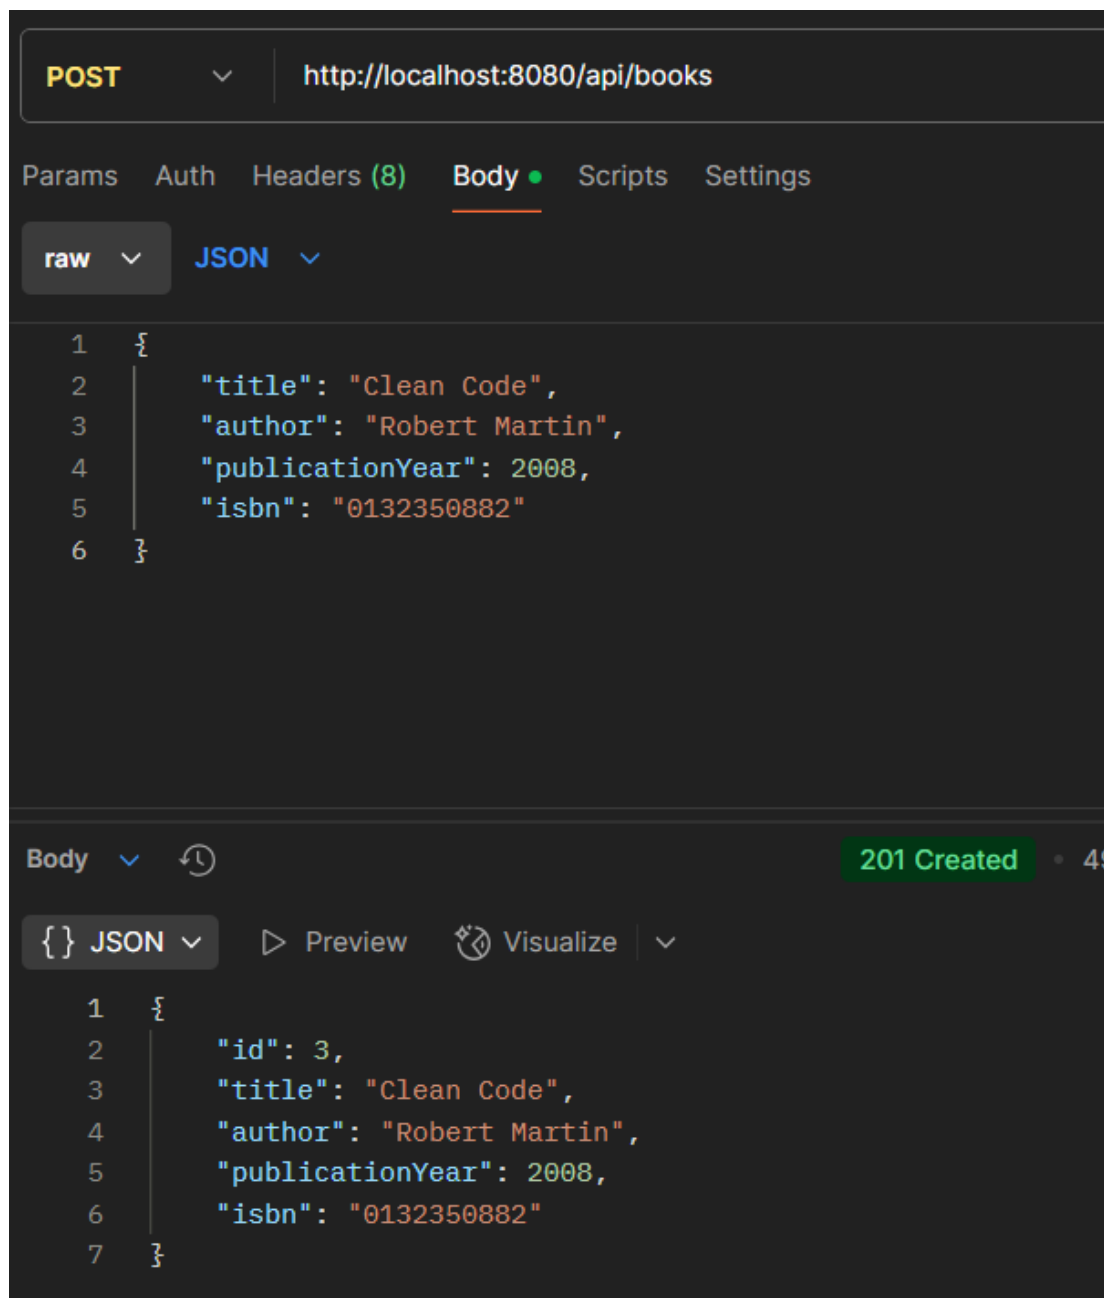 POST http://localhost:8080/api/books
Params Auth Headers (8) Body Scripts Settings
raw JSON
1 {
2 "title": "Clean Code",
3 "author": "Robert Martin",
4 "publicationYear": 2008,
5 "isbn": "0132350882"
6 }
Body 201 Created • 49
{} JSON Preview Visualize
1 {
2 "id": 3,
3 "title": "Clean Code",
4 "author": "Robert Martin",
5 "publicationYear": 2008,
6 "isbn": "0132350882"
7 }